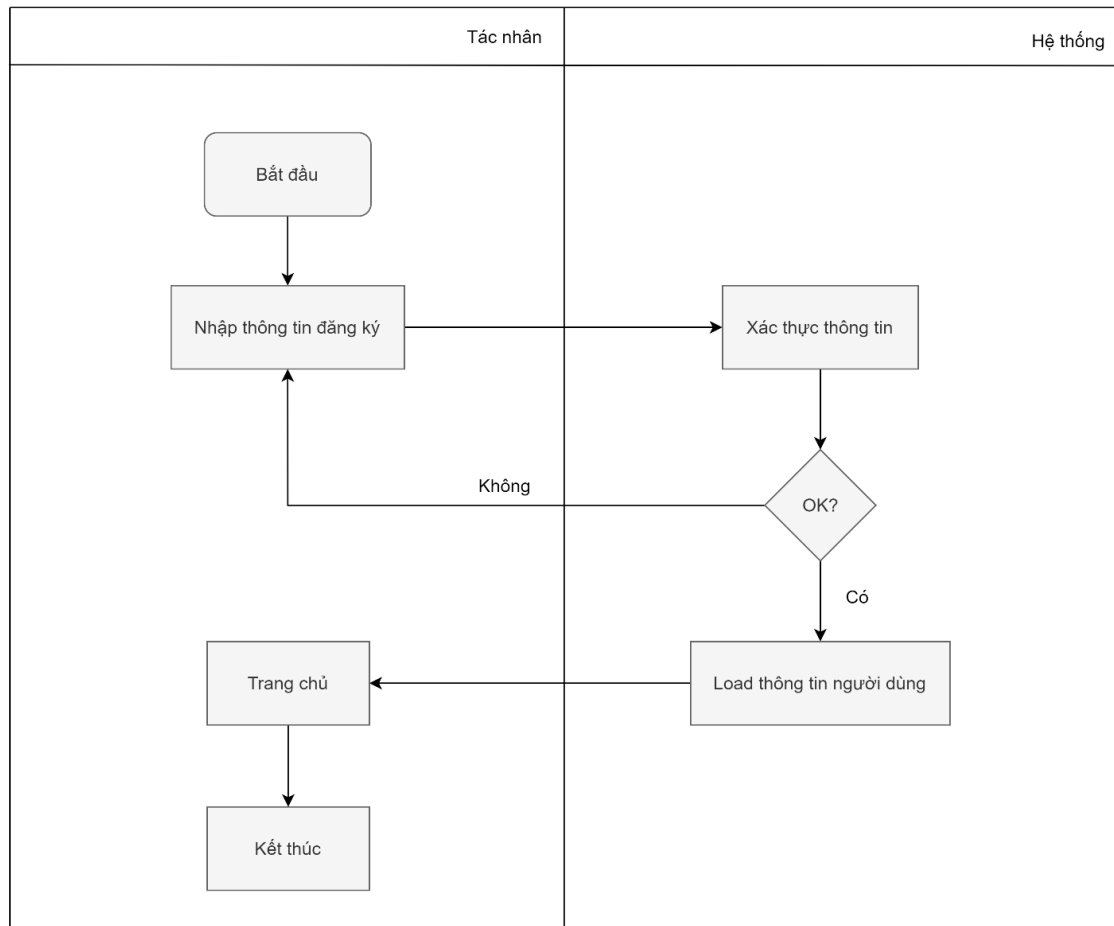 Tác nhân
Hệ thống
Bắt đầu
Nhập thông tin đăng ký
Xác thực thông tin
Không
OK?
Có
Trang chủ
Load thông tin người dùng
Kết thúc